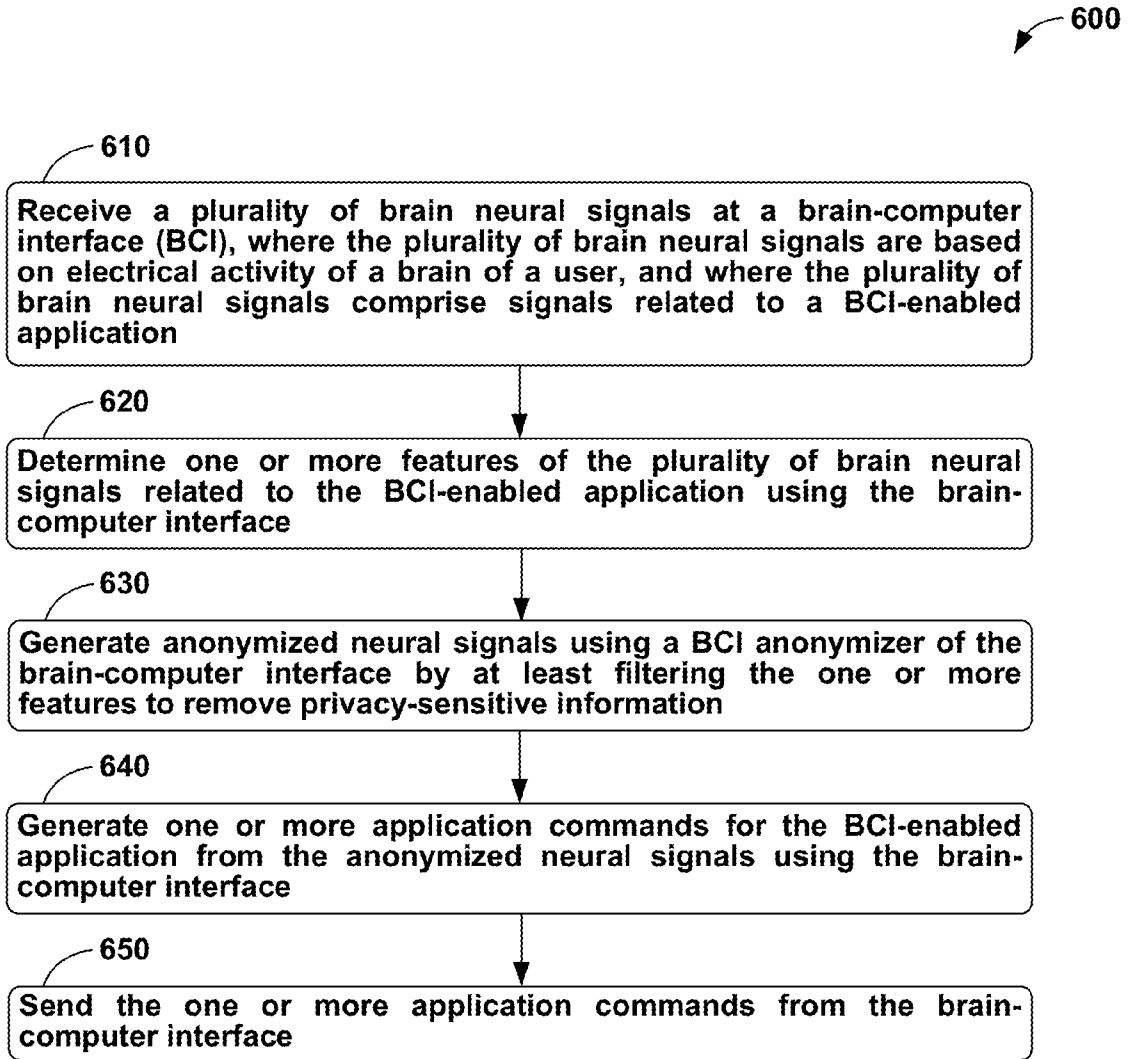 600
610
Receive a plurality of brain neural signals at a brain-computer
interface (BCI), where the plurality of brain neural signals are based
on electrical activity of a brain of a user, and where the plurality of
brain neural signals comprise signals related to a BCI-enabled
application
620
Determine one or more features of the plurality of brain neural
signals related to the BCI-enabled application using the brain-
computer interface
630
Generate anonymized neural signals using a BCI anonymizer of the
brain-computer interface by at least filtering the one or more
features to remove privacy-sensitive information
640
Generate one or more application commands for the BCI-enabled
application from the anonymized neural signals using the brain-
computer interface
650
Send the one or more application commands from the brain-
computer interface